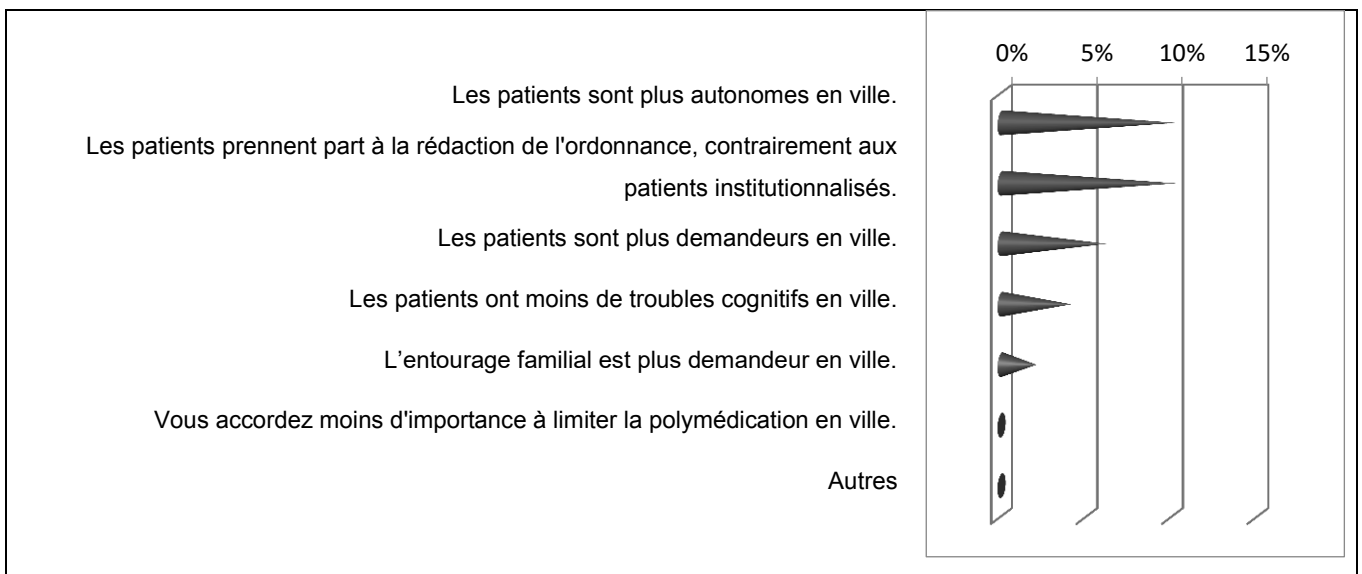 0% 5% 10% 15%
Les patients sont plus autonomes en ville.
Les patients prennent part à la rédaction de l'ordonnance, contrairement aux
patients institutionnalisés.
Les patients sont plus demandeurs en ville.
Les patients ont moins de troubles cognitifs en ville.
L’entourage familial est plus demandeur en ville.
Vous accordez moins d'importance à limiter la polymédication en ville.
Autres